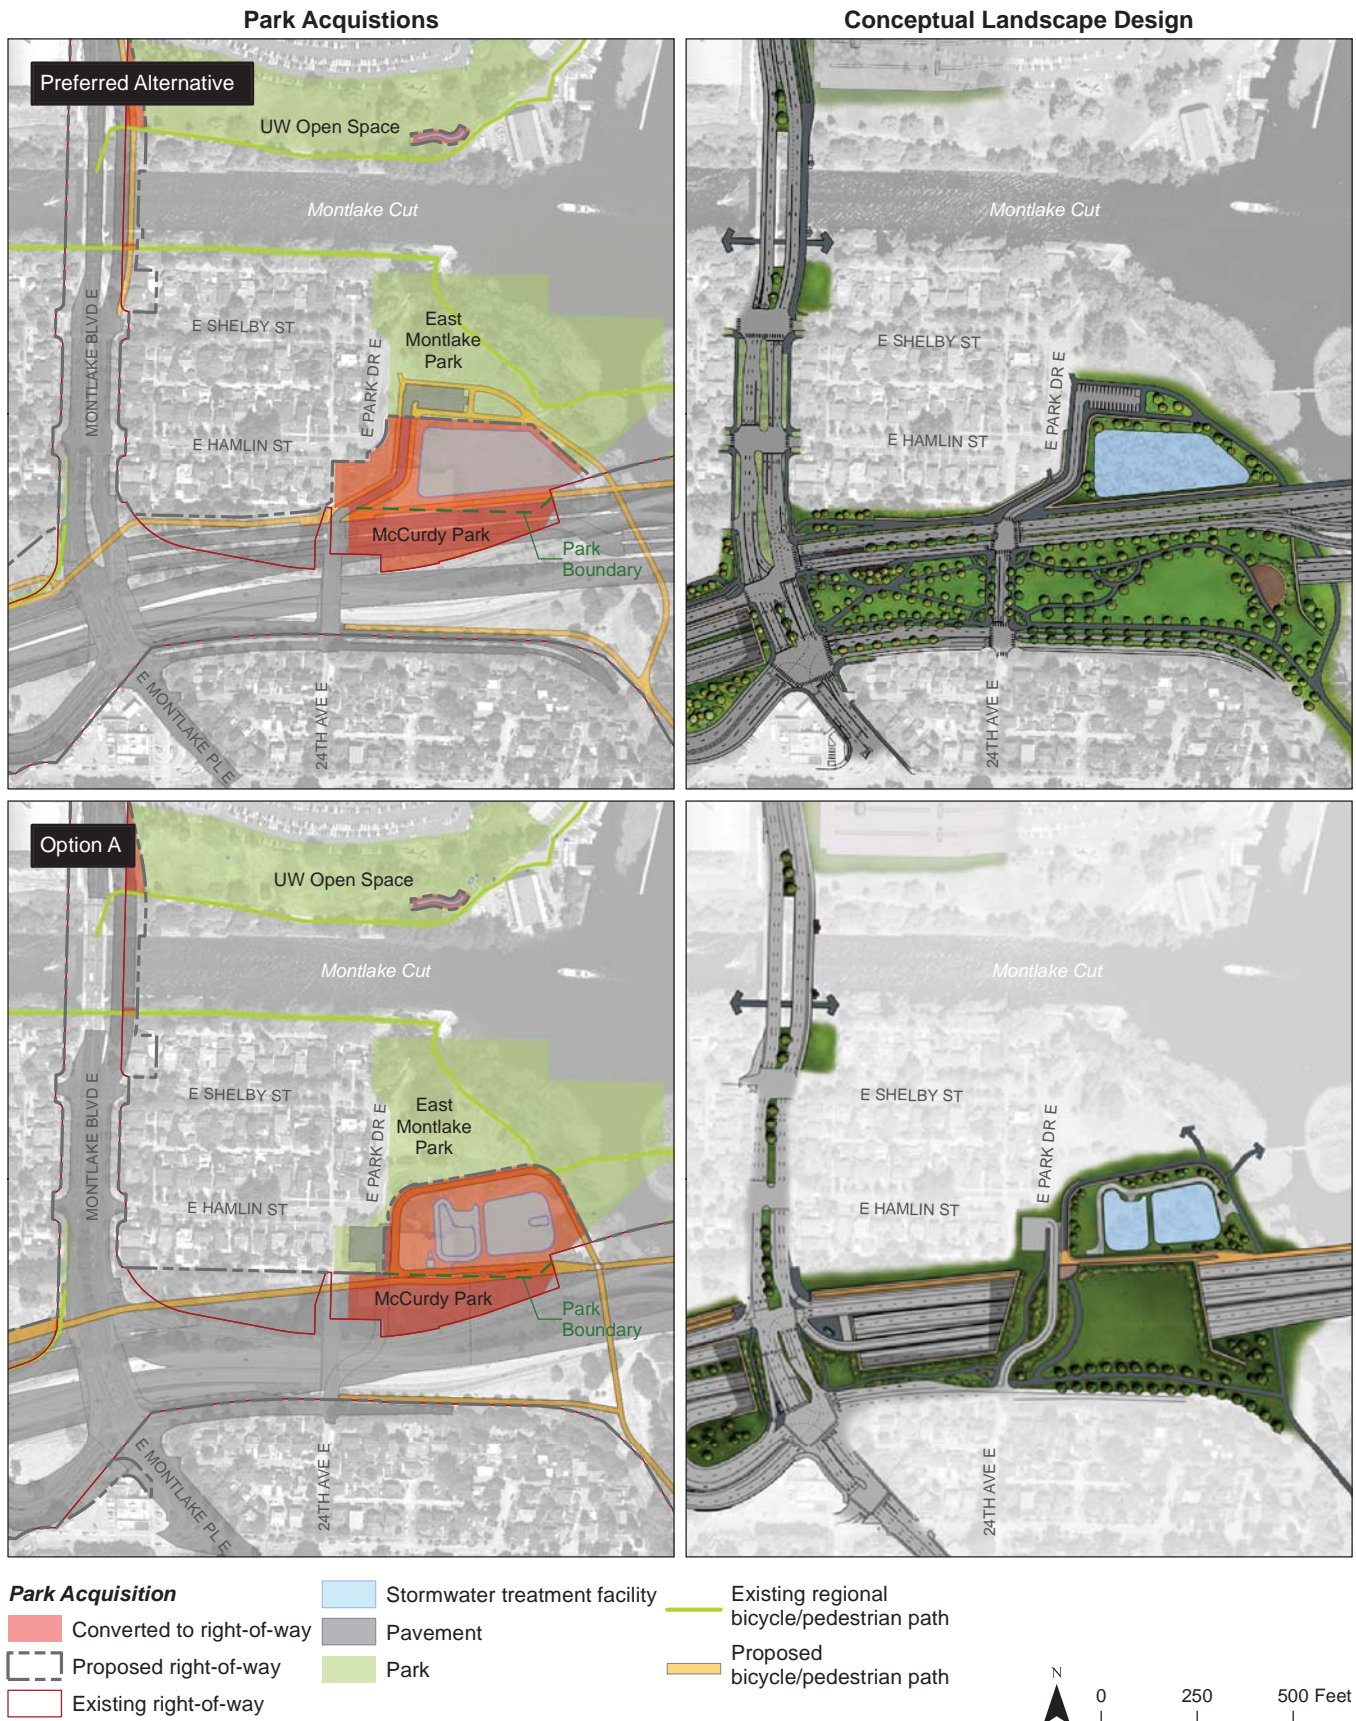 Park Acquistions
Conceptual Landscape Design
Preferred Alternative
UW Open Space
Montlake Cut
MONTLAKE BLVD E
E SHELBY ST
East
Montlake
Park
E PARK DR E
E HAMLIN ST
McCurdy Park
Park
Boundary
E MONTLAKE PL E
24TH AVE E
Montlake Cut
E SHELBY ST
E PARK DR E
E HAMLIN ST
24TH AVE E
Option A
UW Open Space
Montlake Cut
MONTLAKE BLVD E
E SHELBY ST
East
Montlake
Park
E PARK DR E
E HAMLIN ST
McCurdy Park
Park
Boundary
E MONTLAKE PL E
24TH AVE E
Montlake Cut
E SHELBY ST
E PARK DR E
E HAMLIN ST
24TH AVE E
Park Acquisition
Converted to right-of-way
Proposed right-of-way
Existing right-of-way
Stormwater treatment facility
Pavement
Park
Existing regional
bicycle/pedestrian path
Proposed
bicycle/pedestrian path
N
0 250 500 Feet